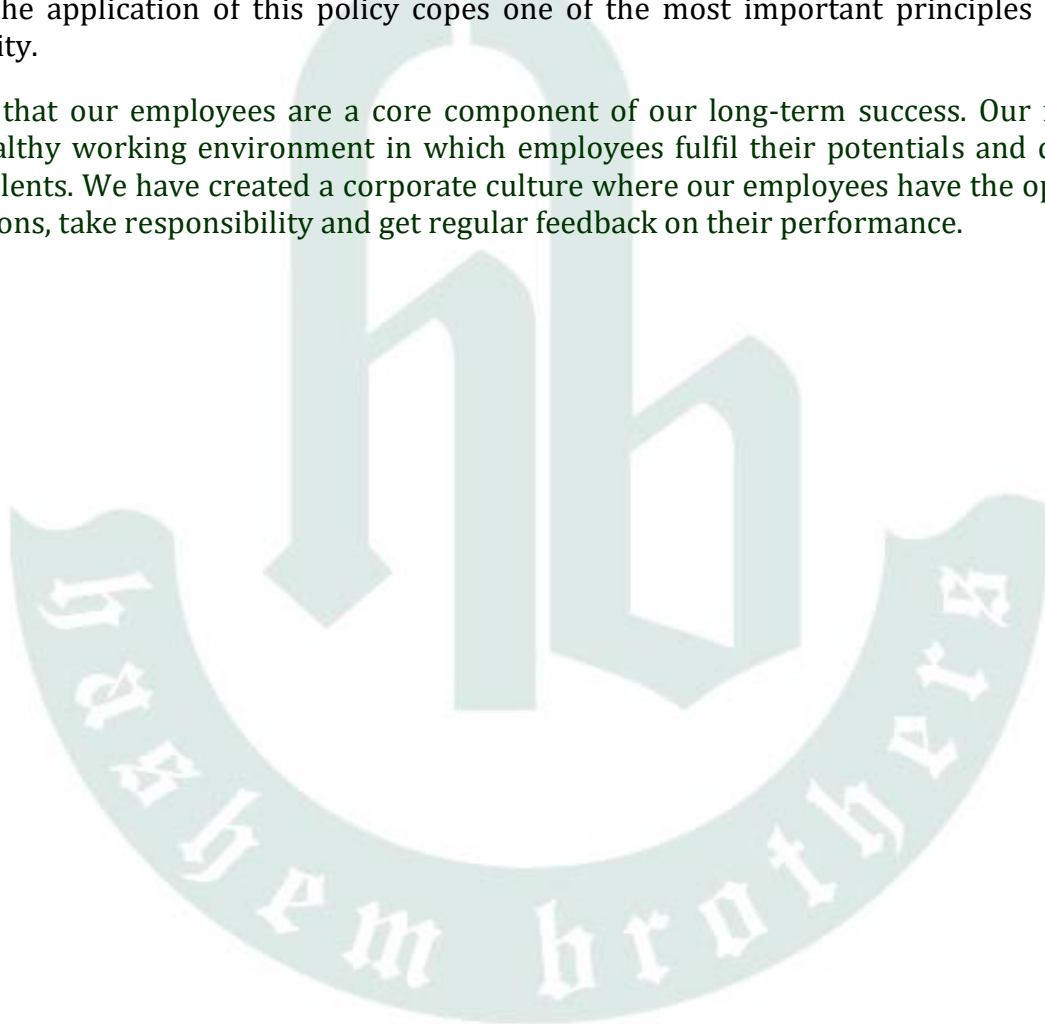 he application of this policy copes one of the most important principles
ity.
that our employees are a core component of our long-term success. Our
althy working environment in which employees fulfil their potentials and
lents. We have created a corporate culture where our employees have the op
ons, take responsibility and get regular feedback on their performance.
hb
hashem brothers